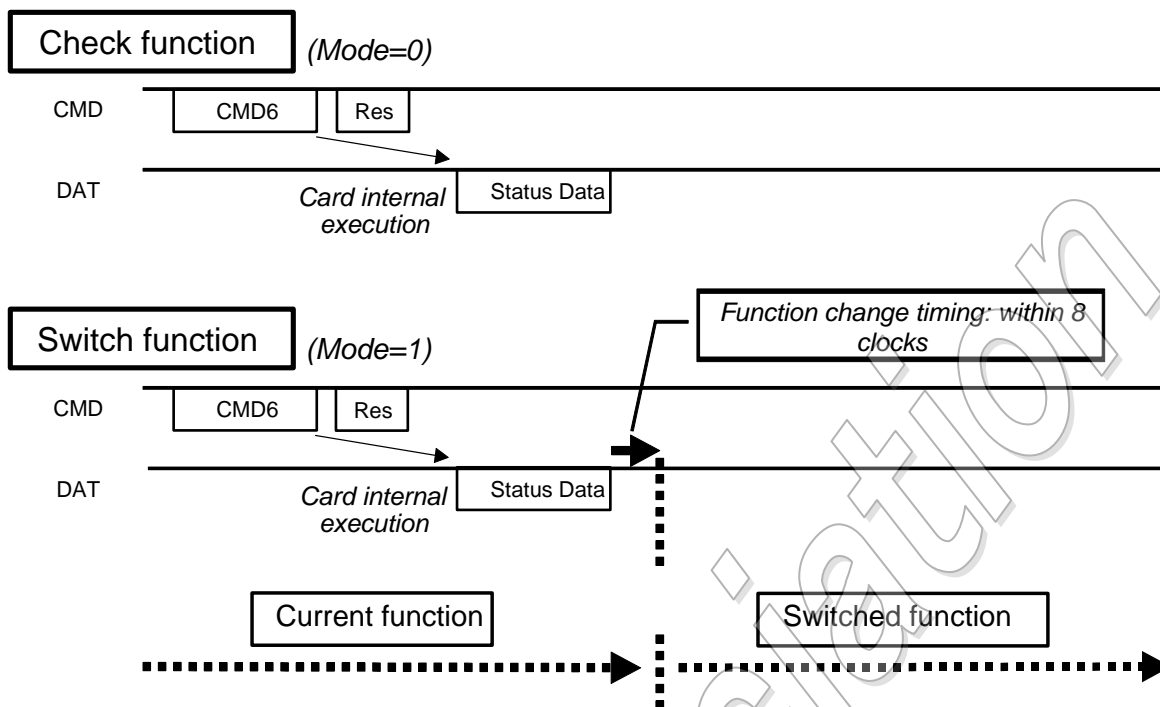 Check function
(Mode=0)
CMD
CMD6
Res
DAT
Card internal
execution
Status Data
Function change timing: within 8
clocks
Switch function
(Mode=1)
CMD
CMD6
Res
DAT
Card internal
execution
Status Data
Current function
Switched function